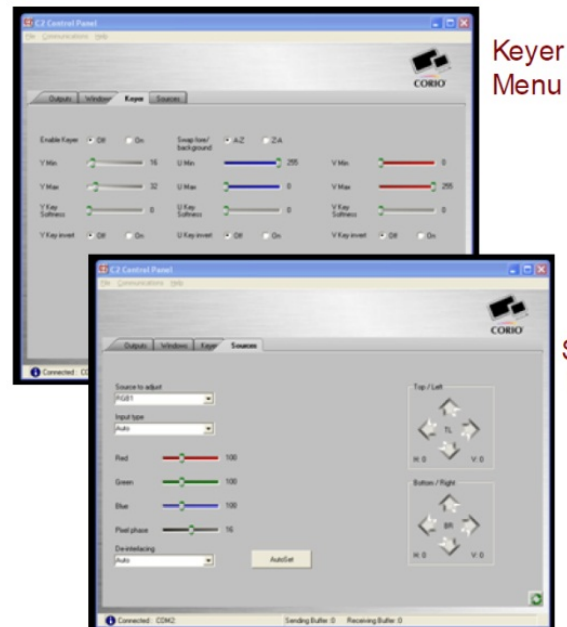 C2 Control Panel
File Communications Help
Keyer
Menu
CORIO
Outputs Windows Keyer Sources
Enable Keyer Off On Swap fore/ background A-Z Z-A
Y Min 16 U Min 255 V Min 0
Y Max 32 U Max 0 V Max 255
Y Key Softness 0 U Key Softness 0 V Key Softness 0
Y Key invert Off On U Key invert Off On V Key invert Off On
C2 Control Panel
File Communications Help
CORIO
Outputs Windows Keyer Sources
S
Connected : CO
Source to adjust
RGB1
Top / Left
Input type
Auto
TL
Red 100
H: 0 V: 0
Green 100
Bottom / Right
Blue 100
Pixel phase 16
BR
De-interlacing
Auto
AutoSet
H: 0 V: 0
Connected : COM2: Sending Buffer :0 Receiving Buffer :0